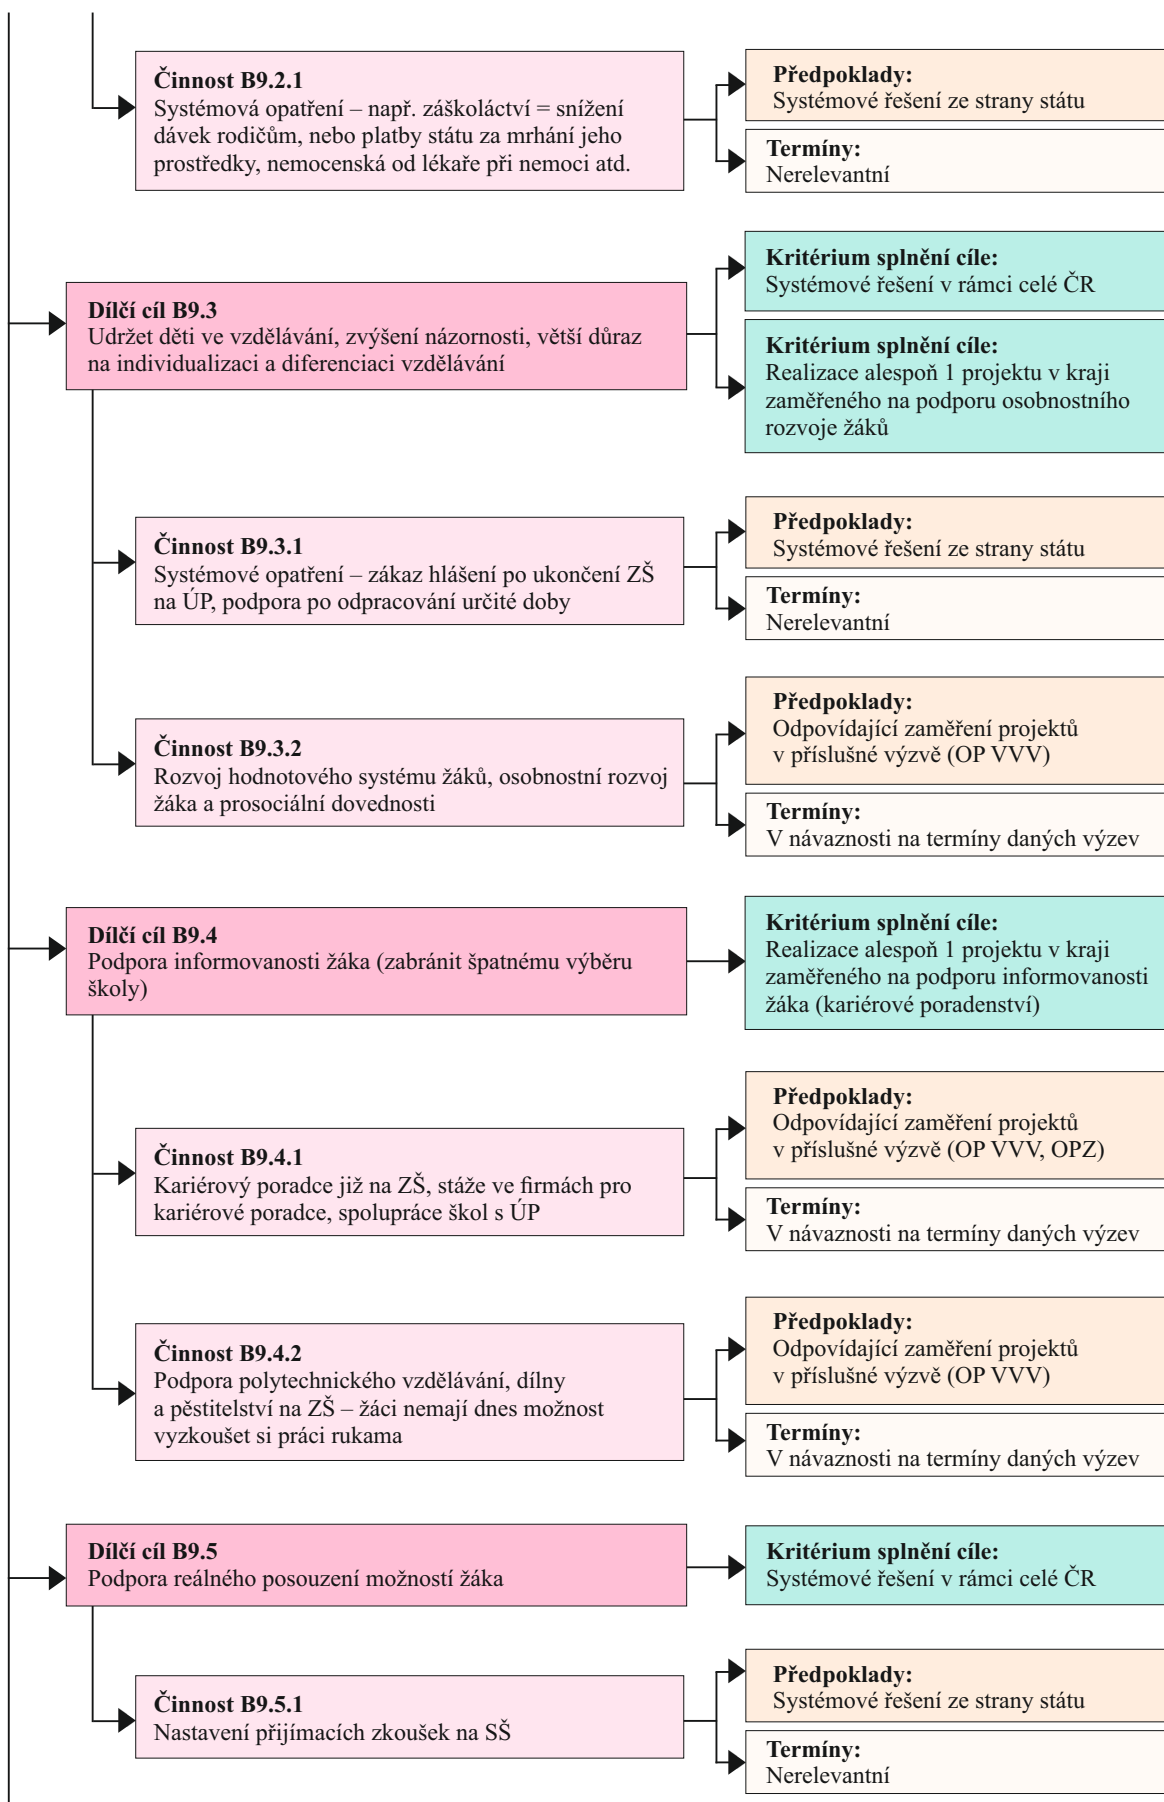 Činnost B9.2.1
Systémová opatření – např. záškoláctví = snížení
dávek rodičům, nebo platby státu za mrhání jeho
prostředky, nemocenská od lékaře při nemoci atd.
Předpoklady:
Systémové řešení ze strany státu
Termíny:
Nerelevantní
Dílčí cíl B9.3
Udržet děti ve vzdělávání, zvýšení názornosti, větší důraz
na individualizaci a diferenciaci vzdělávání
Kritérium splnění cíle:
Systémové řešení v rámci celé ČR
Kritérium splnění cíle:
Realizace alespoň 1 projektu v kraji
zaměřeného na podporu osobnostního
rozvoje žáků
Činnost B9.3.1
Systémové opatření – zákaz hlášení po ukončení ZŠ
na ÚP, podpora po odpracování určité doby
Předpoklady:
Systémové řešení ze strany státu
Termíny:
Nerelevantní
Činnost B9.3.2
Rozvoj hodnotového systému žáků, osobnostní rozvoj
žáka a prosociální dovednosti
Předpoklady:
Odpovídající zaměření projektů
v příslušné výzvě (OP VVV)
Termíny:
V návaznosti na termíny daných výzev
Dílčí cíl B9.4
Podpora informovanosti žáka (zabránit špatnému výběru
školy)
Kritérium splnění cíle:
Realizace alespoň 1 projektu v kraji
zaměřeného na podporu informovanosti
žáka (kariérové poradenství)
Činnost B9.4.1
Kariérový poradce již na ZŠ, stáže ve firmách pro
kariérové poradce, spolupráce škol s ÚP
Předpoklady:
Odpovídající zaměření projektů
v příslušné výzvě (OP VVV, OPZ)
Termíny:
V návaznosti na termíny daných výzev
Činnost B9.4.2
Podpora polytechnického vzdělávání, dílny
a pěstitelství na ZŠ – žáci nemají dnes možnost
vyzkoušet si práci rukama
Předpoklady:
Odpovídající zaměření projektů
v příslušné výzvě (OP VVV)
Termíny:
V návaznosti na termíny daných výzev
Dílčí cíl B9.5
Podpora reálného posouzení možností žáka
Kritérium splnění cíle:
Systémové řešení v rámci celé ČR
Činnost B9.5.1
Nastavení přijímacích zkoušek na SŠ
Předpoklady:
Systémové řešení ze strany státu
Termíny:
Nerelevantní